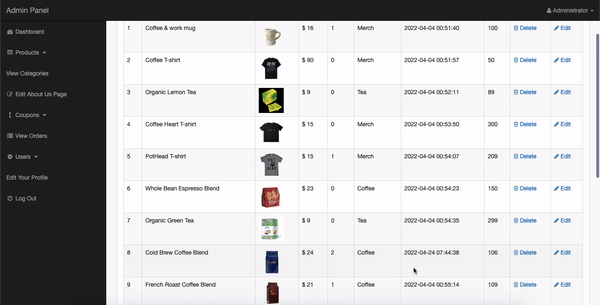 Admin Panel
Administrator
Dashboard
Products
View Categories
Edit About Us Page
Coupons
View Orders
Users
Edit Your Profile
Log Out
1 Coffee & work mug $ 16 1 Merch 2022-04-04 00:51:40 100 Delete Edit
2 Coffee T-shirt $ 90 0 Merch 2022-04-04 00:51:57 50 Delete Edit
3 Organic Lemon Tea $ 9 0 Tea 2022-04-04 00:52:11 89 Delete Edit
4 Coffee Heart T-shirt $ 15 0 Merch 2022-04-04 00:53:50 300 Delete Edit
5 PotHead T-shirt $ 15 1 Merch 2022-04-04 00:54:07 209 Delete Edit
6 Whole Bean Espresso Blend $ 23 0 Coffee 2022-04-04 00:54:23 150 Delete Edit
7 Organic Green Tea $ 9 0 Tea 2022-04-04 00:54:35 299 Delete Edit
8 Cold Brew Coffee Blend $ 24 2 Coffee 2022-04-24 07:44:38 106 Delete Edit
9 French Roast Coffee Blend $ 21 1 Coffee 2022-04-04 00:55:14 109 Delete Edit